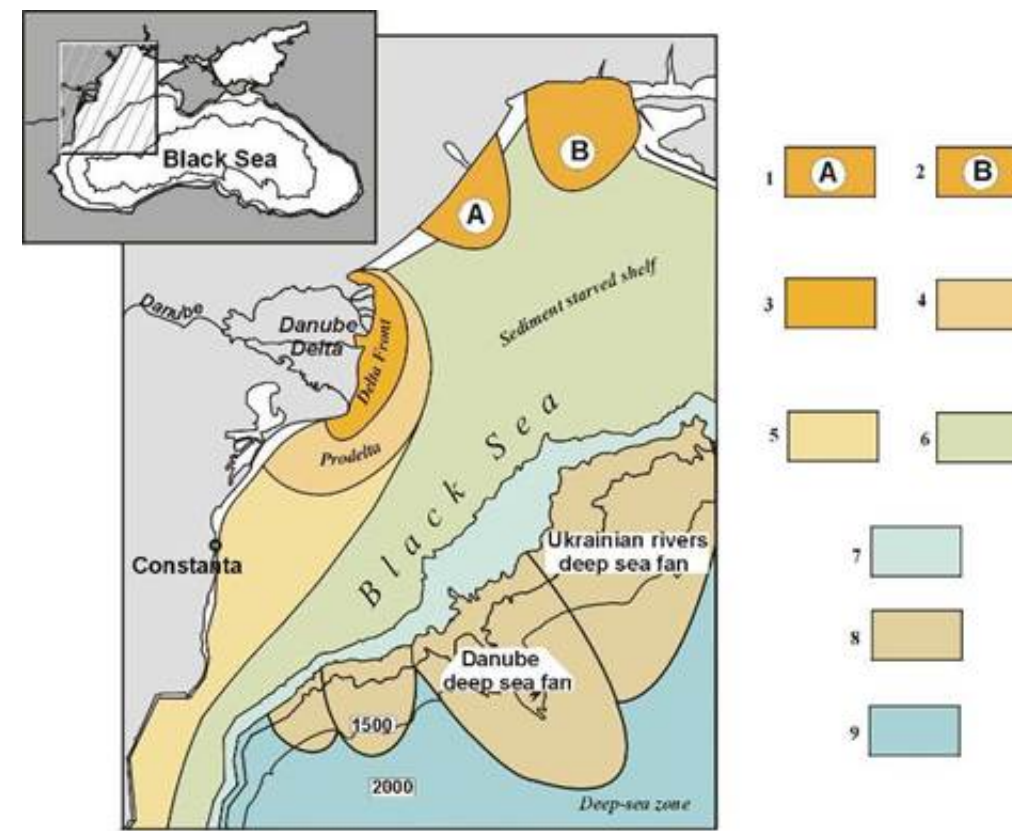 Black Sea
B
A
Sediment starved shelf
Danube
Danube
Delta
Delta Front
Prodelta
Black Sea
Constanta
Ukrainian rivers
deep sea fan
Danube
deep sea fan
1500
2000
Deep-sea zone
1 A
2 B
3
4
5
6
7
8
9